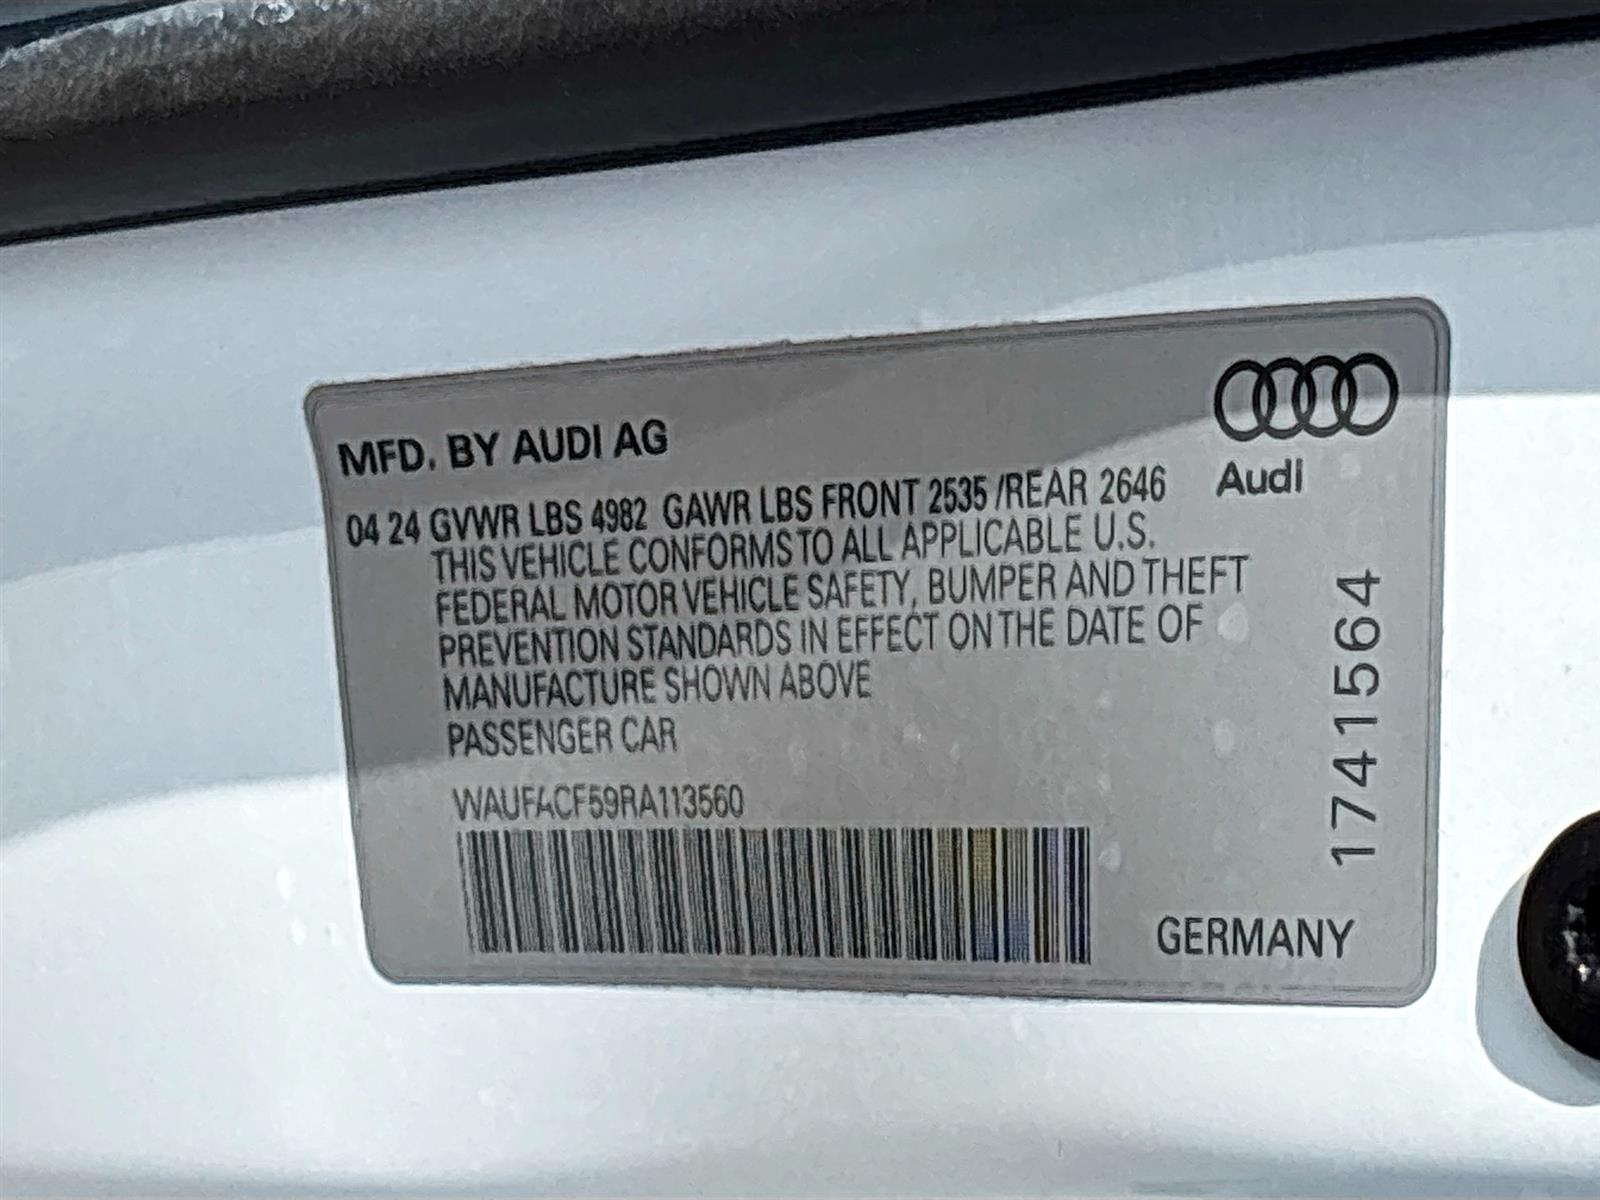 MFD. BY AUDI AG
Audi
04 24 GVWR LBS 4982 GAWR LBS FRONT 2535 /REAR 2646
THIS VEHICLE CONFORMS TO ALL APPLICABLE U.S.
FEDERAL MOTOR VEHICLE SAFETY, BUMPER AND THEFT
PREVENTION STANDARDS IN EFFECT ON THE DATE OF
MANUFACTURE SHOWN ABOVE
PASSENGER CAR
WAUFACF59RA113560
1741564
GERMANY